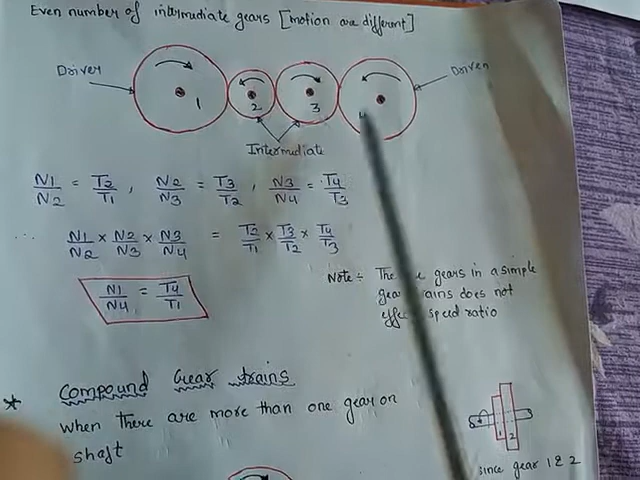 Even number of intermediate gears [motion are different]
Driver
Driven
1
2
3
Intermediate
N1/N2 = T2/T1 , N2/N3 = T3/T2 , N3/N4 = T4/T3
∴ N1/N2 × N2/N3 × N3/N4 = T2/T1 × T3/T2 × T4/T3
N1/N4 = T4/T1
Note :- The gears in a simple
does not
speed ratio
* Compound Gear trains
when there are more than one gear on
shaft
1
2
since gear 1 & 2